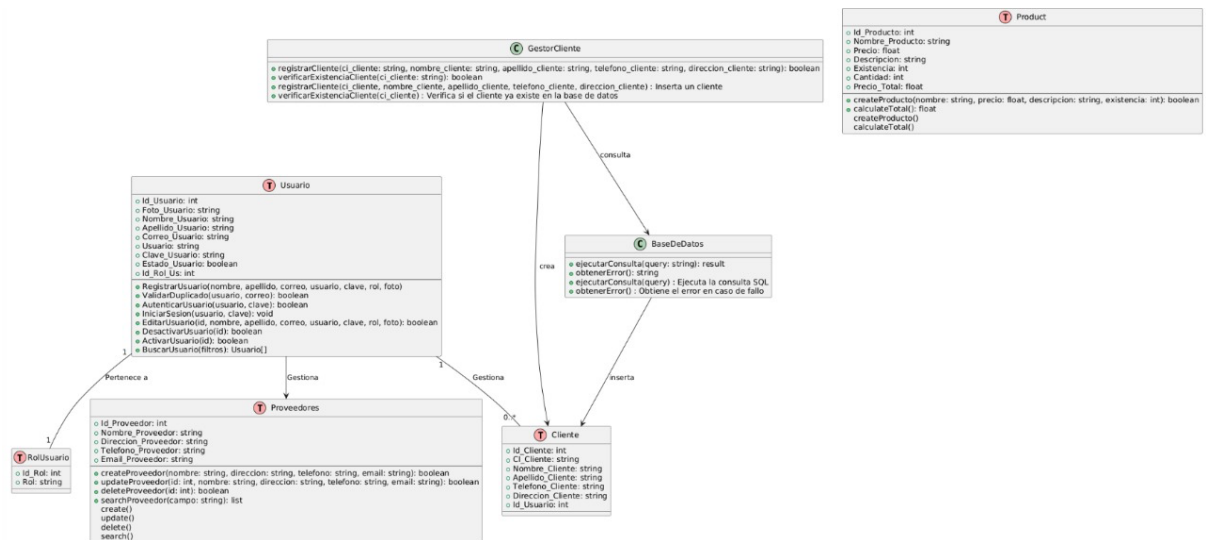 T Product
Id_Producto: int
Nombre_Producto: string
Precio: float
Descripcion: string
Existencia: int
Cantidad: int
Precio_Total: float
createProducto(nombre: string, precio: float, descripcion: string, existencia: int): boolean
calculateTotal(): float
createProducto()
calculateTotal()
C GestorCliente
registrarCliente(ci_cliente: string, nombre_cliente: string, apellido_cliente: string, telefono_cliente: string, direccion_cliente: string): boolean
verificarExistenciaCliente(ci_cliente: string): boolean
registrarCliente(ci_cliente, nombre_cliente, apellido_cliente, telefono_cliente, direccion_cliente) : Inserta un cliente
verificarExistenciaCliente(ci_cliente) : Verifica si el cliente ya existe en la base de datos
consulta
T Usuario
Id_Usuario: int
Foto_Usuario: string
Nombre_Usuario: string
Apellido_Usuario: string
Correo_Usuario: string
Usuario: string
Clave_Usuario: string
Estado_Usuario: boolean
Id_Rol_Us: int
RegistrarUsuario(nombre, apellido, correo, usuario, clave, rol, foto)
ValidarDuplicado(usuario, correo): boolean
AutenticarUsuario(usuario, clave): boolean
IniciarSesion(usuario, clave): void
EditarUsuario(id, nombre, apellido, correo, usuario, clave, rol, foto): boolean
DesactivarUsuario(id): boolean
ActivarUsuario(id): boolean
BuscarUsuario(filtros): Usuario[]
C BaseDeDatos
ejecutarConsulta(query: string): result
obtenerError(): string
ejecutarConsulta(query) : Ejecuta la consulta SQL
obtenerError() : Obtiene el error en caso de fallo
crea
1
1
Pertenece a
Gestiona
Gestiona
inserta
1
0..*
T RolUsuario
Id_Rol: int
Rol: string
T Proveedores
Id_Proveedor: int
Nombre_Proveedor: string
Direccion_Proveedor: string
Telefono_Proveedor: string
Email_Proveedor: string
createProveedor(nombre: string, direccion: string, telefono: string, email: string): boolean
updateProveedor(id: int, nombre: string, direccion: string, telefono: string, email: string): boolean
deleteProveedor(id: int): boolean
searchProveedor(campo: string): list
create()
update()
delete()
search()
T Cliente
Id_Cliente: int
CI_Cliente: string
Nombre_Cliente: string
Apellido_Cliente: string
Telefono_Cliente: string
Direccion_Cliente: string
Id_Usuario: int